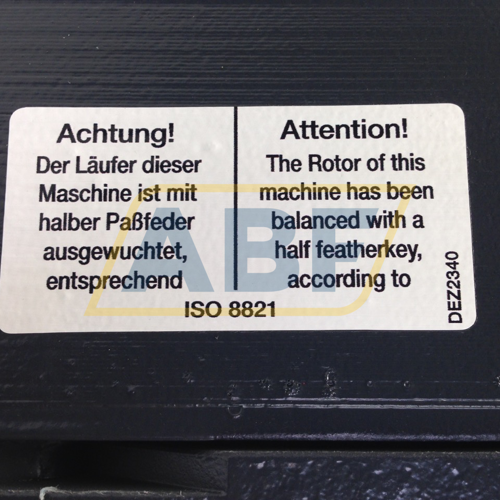 Achtung!
Der Läufer dieser
Maschine ist mit
halber Paßfeder
ausgewuchtet,
entsprechend
Attention!
The Rotor of this
machine has been
balanced with a
half featherkey,
according to
ISO 8821
DEZ2340
ABF